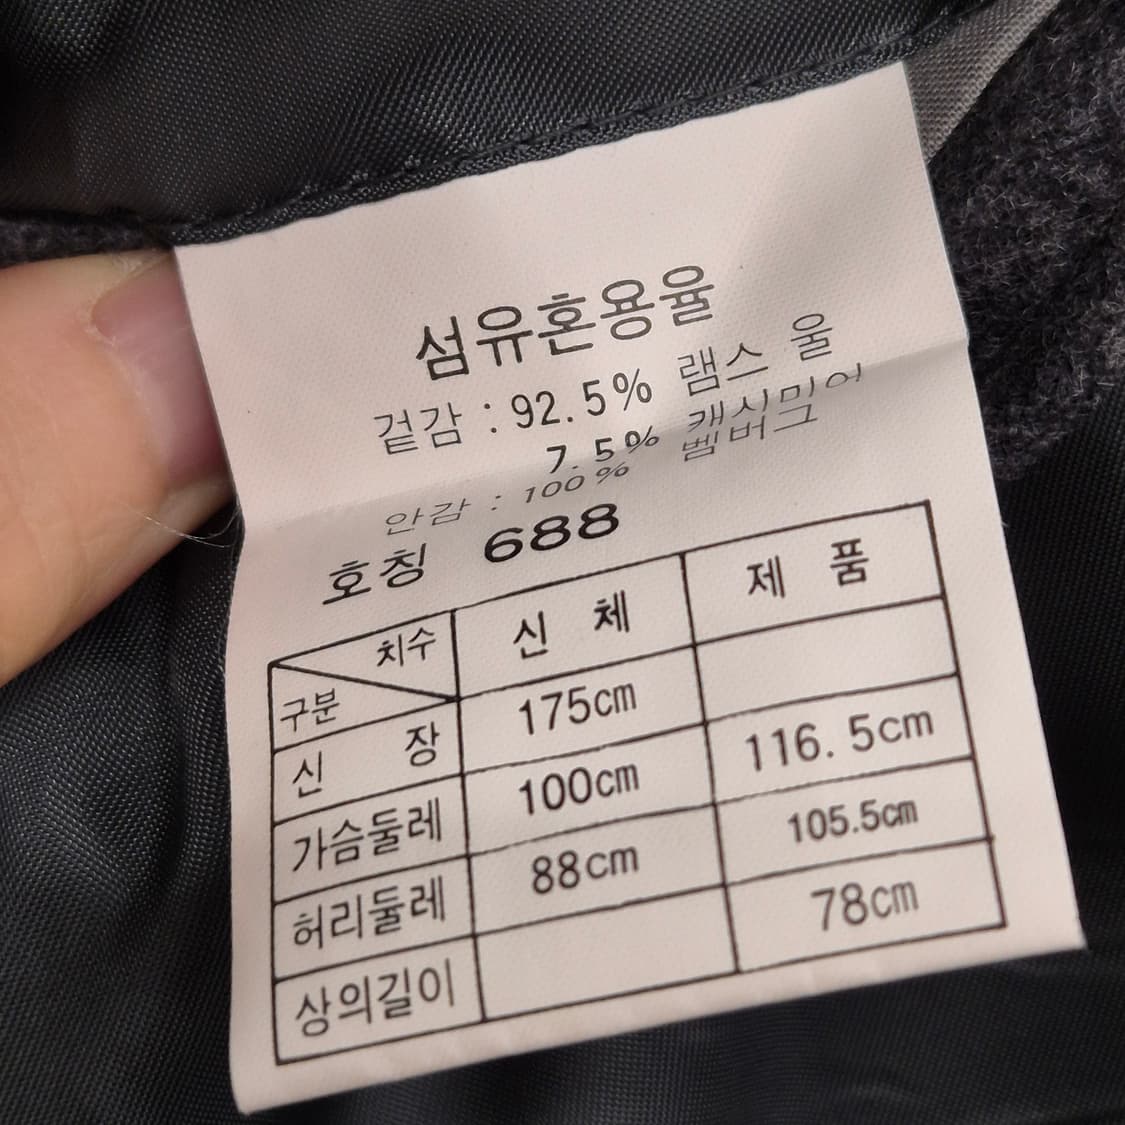 섬유혼용율
겉감 : 92.5% 램스 울
7.5% 캐시미어
안감 : 100% 벰버그
호칭 688
치수 신 체 제 품
구분
신 장 175cm
가슴둘레 100cm 116.5cm
허리둘레 88cm 105.5cm
상의길이 78cm